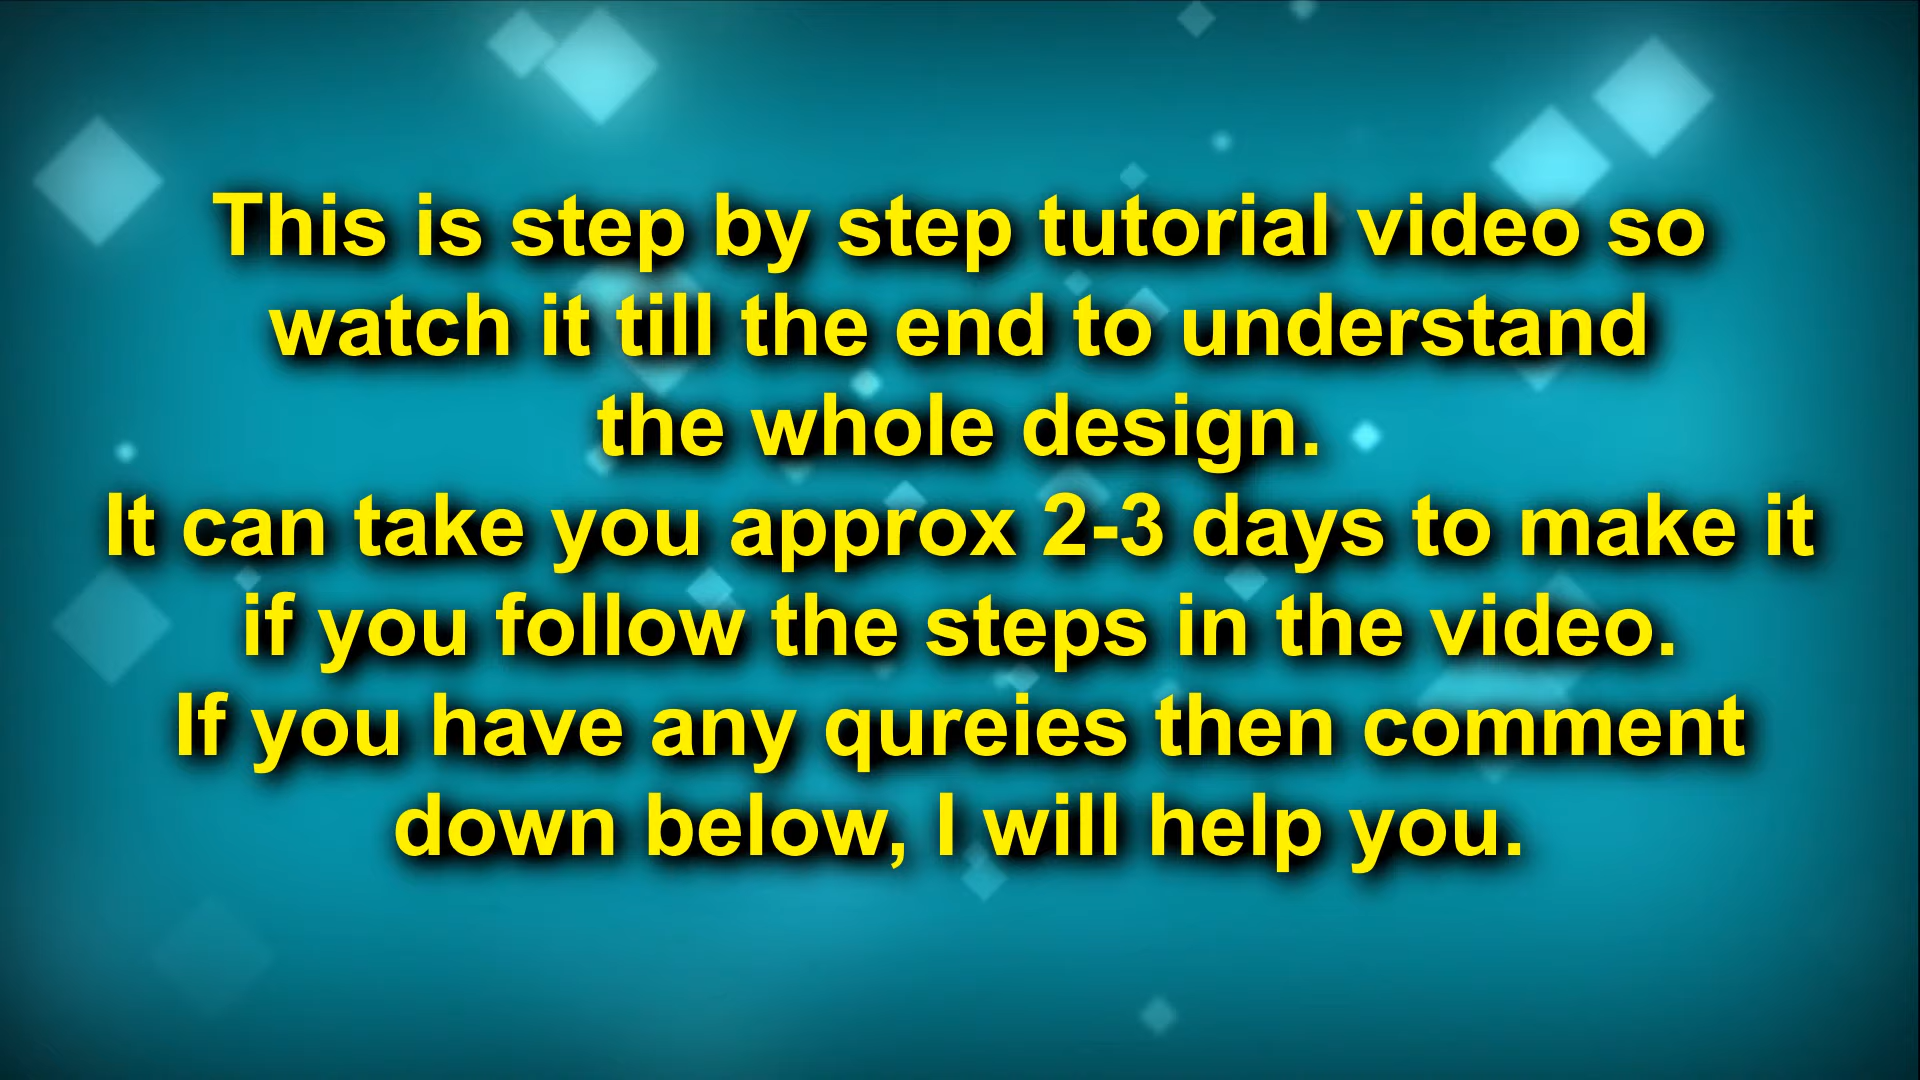 This is step by step tutorial video so
watch it till the end to understand
the whole design.
It can take you approx 2-3 days to make it
if you follow the steps in the video.
If you have any qureies then comment
down below, I will help you.